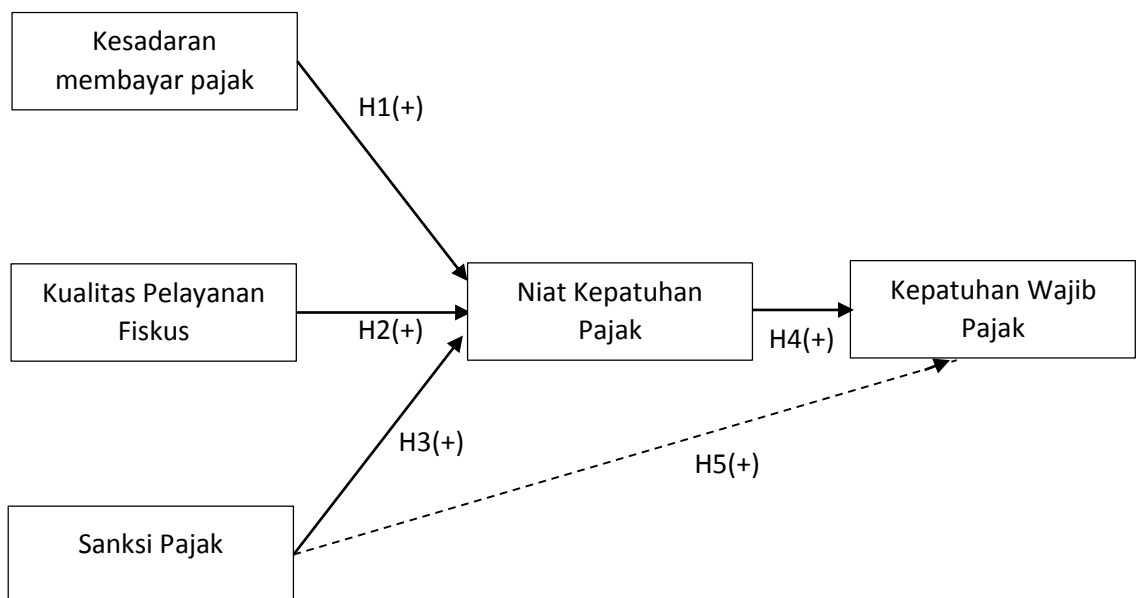 Kesadaran
membayar pajak
H1(+)
Kualitas Pelayanan
Fiskus
H2(+)
Niat Kepatuhan
Pajak
H4(+)
Kepatuhan Wajib
Pajak
H3(+)
H5(+)
Sanksi Pajak